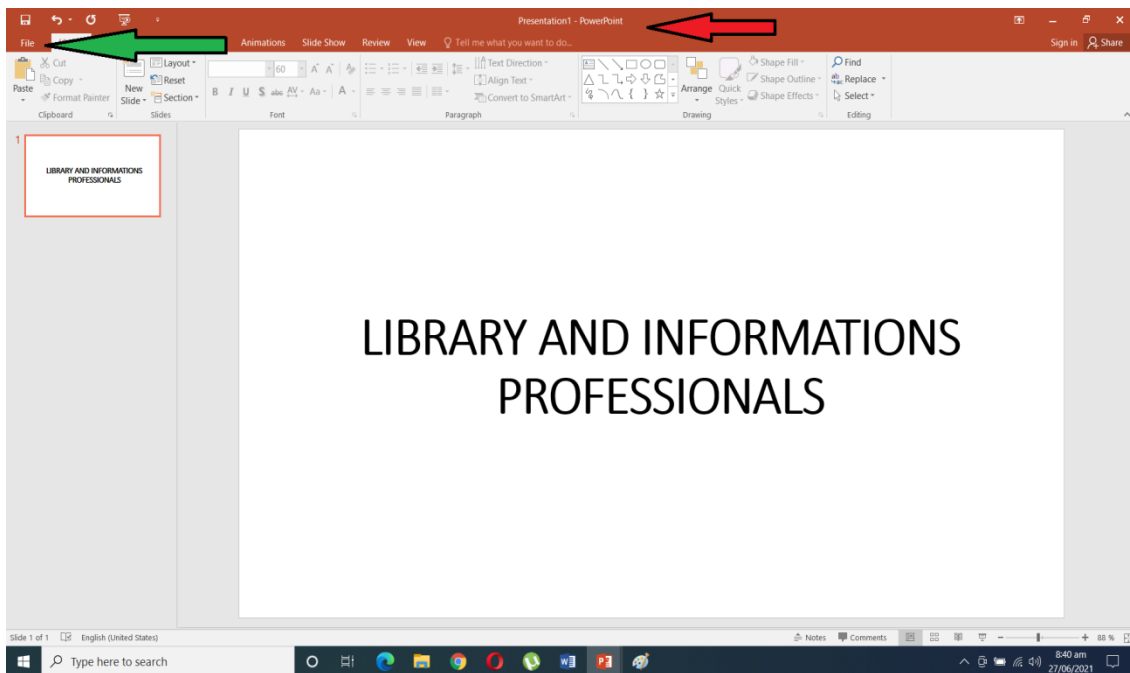 Presentation1 - PowerPoint
File
Animations Slide Show Review View Tell me what you want to do...
Sign in Share
Paste
Cut
Copy
Format Painter
Clipboard
New
Slide
Layout
Reset
Section
Slides
60 A A
B I U S abc AV Aa A
Font
Text Direction
Align Text
Convert to SmartArt
Paragraph
Arrange
Quick
Styles
Shape Fill
Shape Outline
Shape Effects
Drawing
Find
Replace
Select
Editing
1
LIBRARY AND INFORMATIONS
PROFESSIONALS
LIBRARY AND INFORMATIONS
PROFESSIONALS
Slide 1 of 1 English (United States)
Notes Comments 88 %
Type here to search
8:40 am
27/06/2021